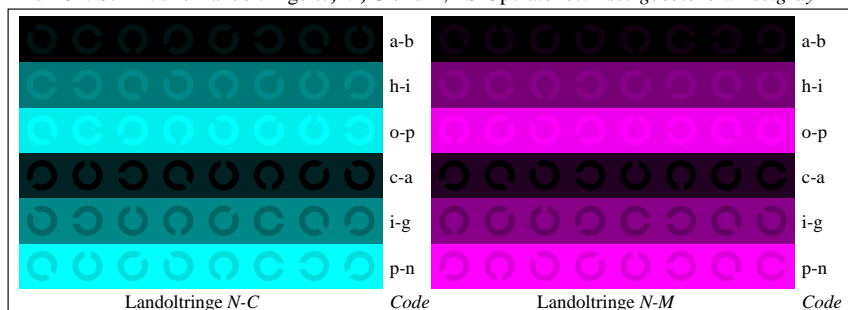 a-b a-b
h-i h-i
o-p o-p
c-a c-a
i-g i-g
p-n p-n
Landoltringe N-C Code Landoltringe N-M Code